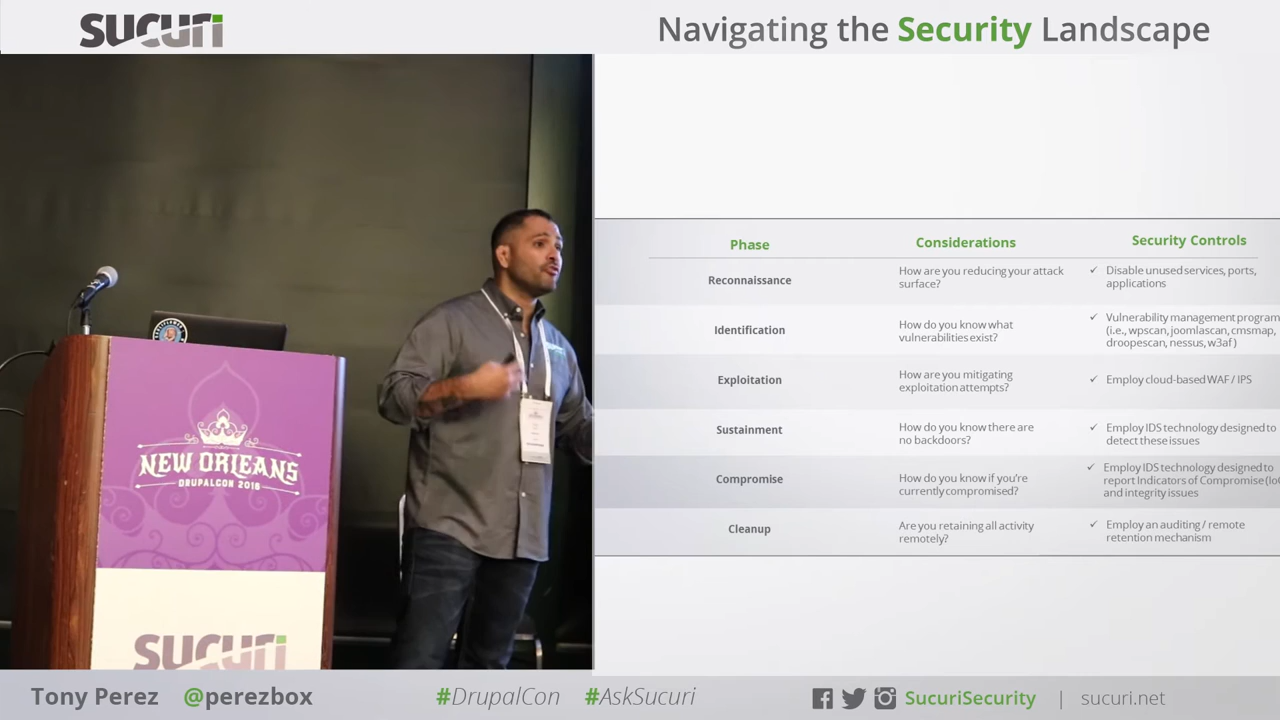 sucuri
Navigating the Security Landscape
NEW ORLEANS
DRUPALCON 2016
sucuri
Phase
Considerations
Security Controls
Reconnaissance
How are you reducing your attack
surface?
✓ Disable unused services, ports,
applications
Identification
How do you know what
vulnerabilities exist?
✓ Vulnerability management program
(i.e., wpscan, joomlascan, cmsmap,
droopescan, nessus, w3af)
Exploitation
How are you mitigating
exploitation attempts?
✓ Employ cloud-based WAF / IPS
Sustainment
How do you know there are
no backdoors?
✓ Employ IDS technology designed to
detect these issues
Compromise
How do you know if you're
currently compromised?
✓ Employ IDS technology designed to
report Indicators of Compromise (Io
and integrity issues
Cleanup
Are you retaining all activity
remotely?
✓ Employ an auditing / remote
retention mechanism
Tony Perez @perezbox #DrupalCon #AskSucuri SucuriSecurity | sucuri.net